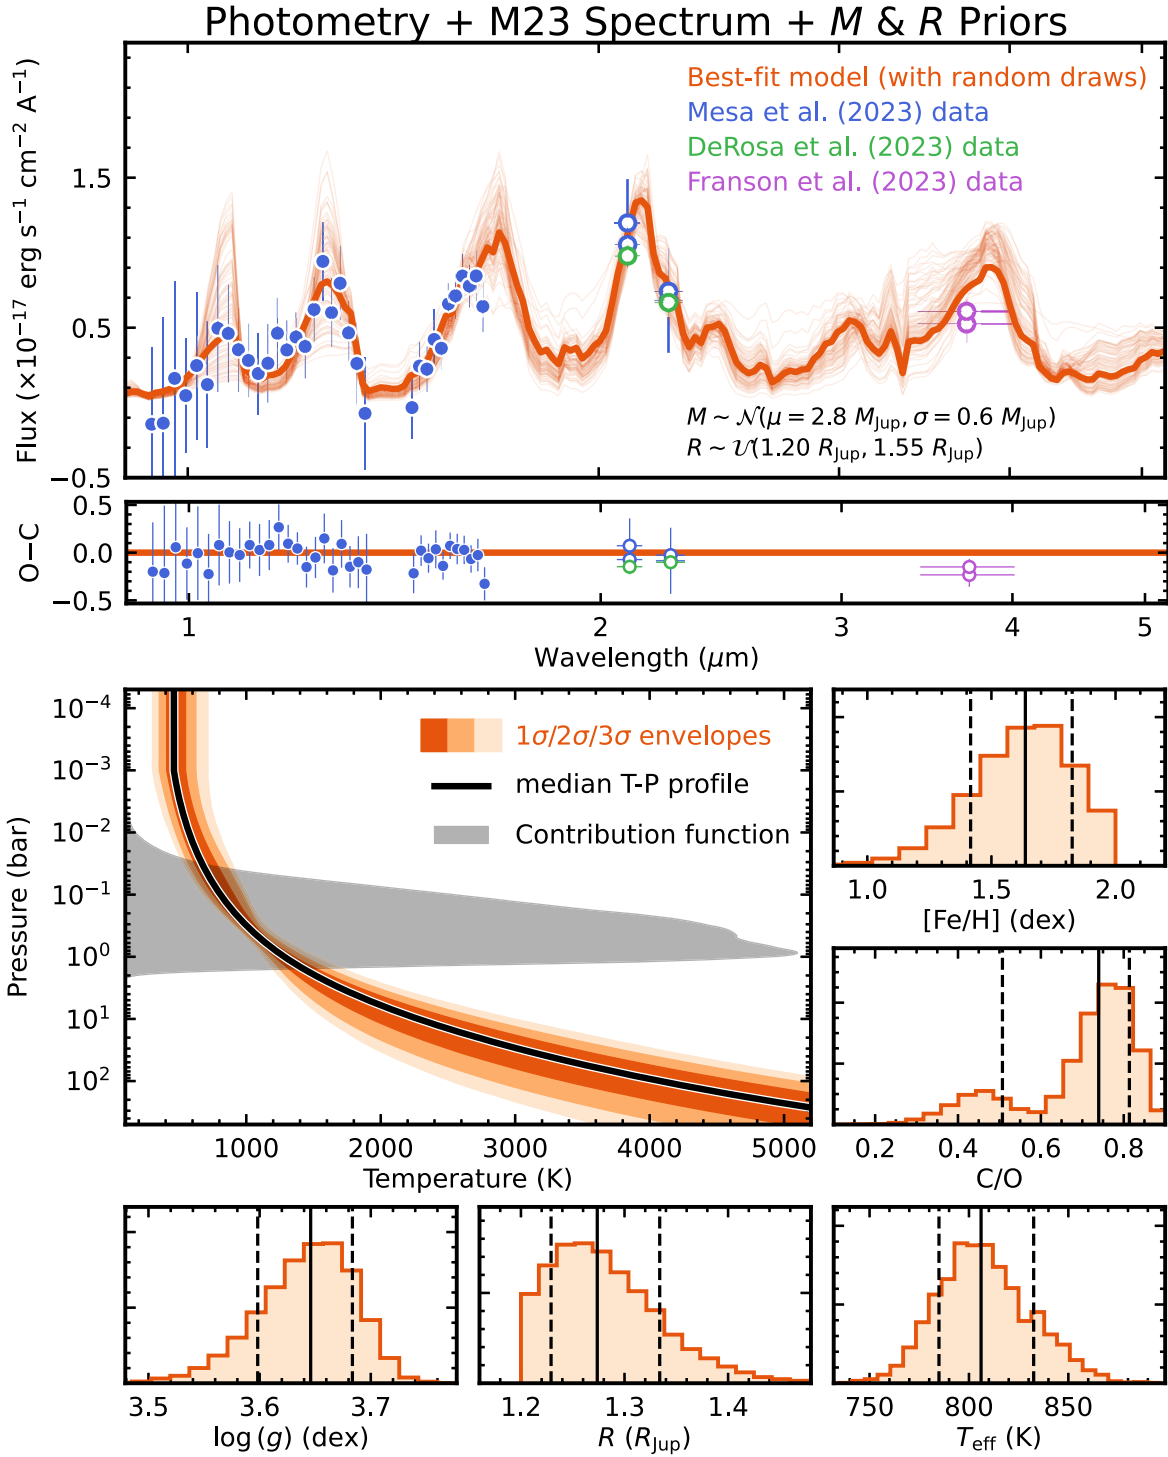 Photometry + M23 Spectrum + M & R Priors
Flux (×10⁻¹⁷ erg s⁻¹ cm⁻² A⁻¹)
1.5
0.5
−0.5
Best-fit model (with random draws)
Mesa et al. (2023) data
DeRosa et al. (2023) data
Franson et al. (2023) data
M ~ 𝒩(μ = 2.8 M_Jup, σ = 0.6 M_Jup)
R ~ 𝒰(1.20 R_Jup, 1.55 R_Jup)
O−C
0.5
0.0
−0.5
1 2 3 4 5
Wavelength (μm)
Pressure (bar)
10⁻⁴
10⁻³
10⁻²
10⁻¹
10⁰
10¹
10²
1σ/2σ/3σ envelopes
median T-P profile
Contribution function
1000 2000 3000 4000 5000
Temperature (K)
1.0 1.5 2.0
[Fe/H] (dex)
0.2 0.4 0.6 0.8
C/O
3.5 3.6 3.7
log (g) (dex)
1.2 1.3 1.4
R (R_Jup)
750 800 850
T_eff (K)